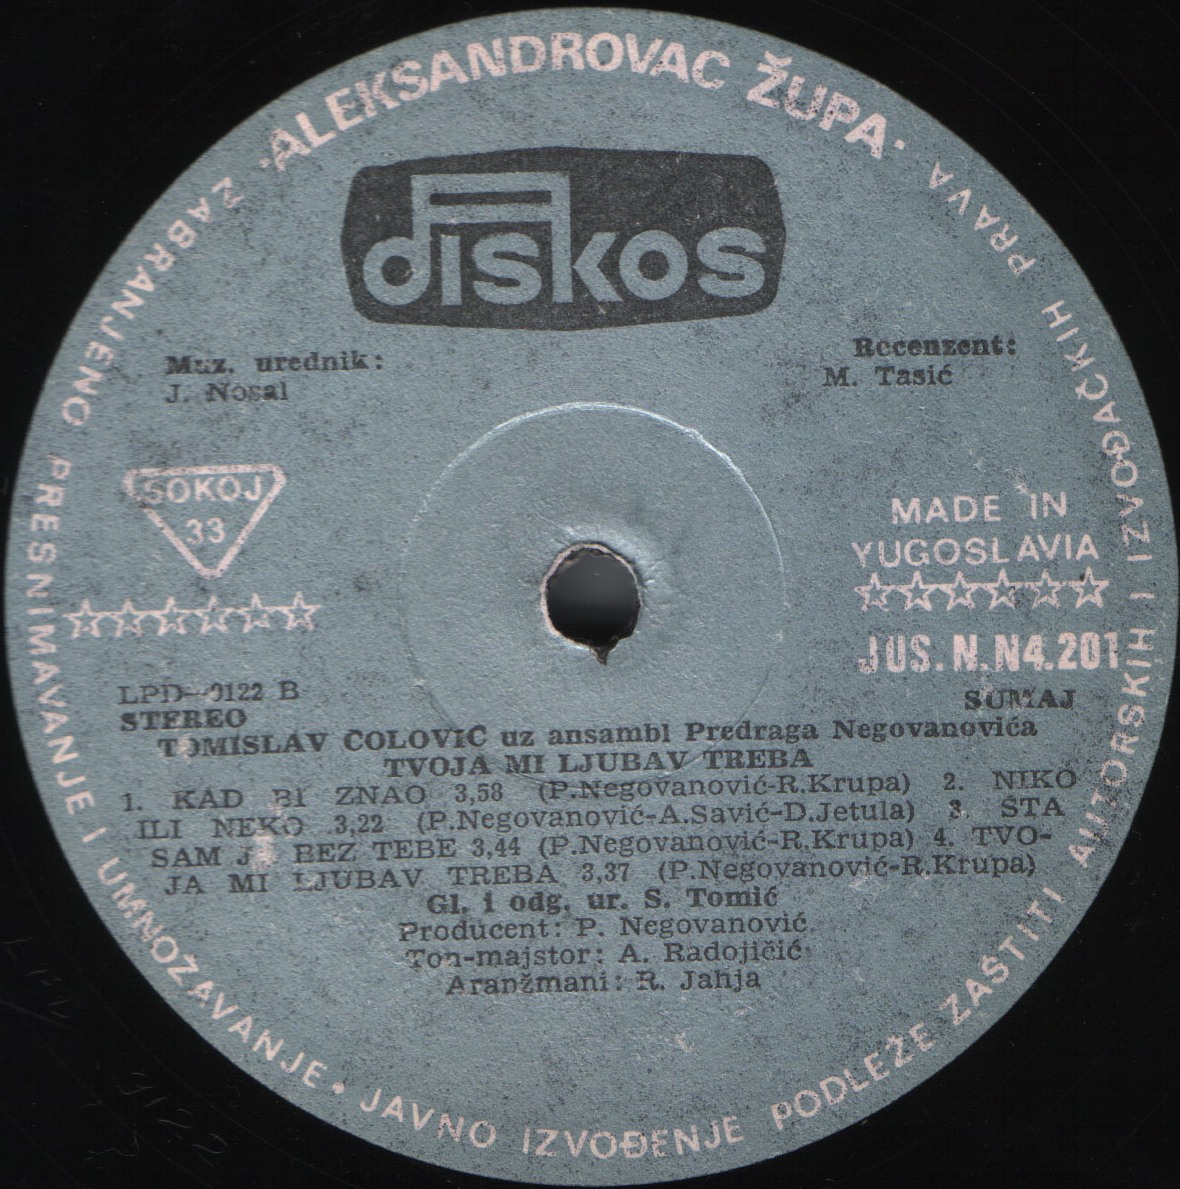 ·ALEKSANDROVAC ŽUPA·
ZABRANJENO PRESNIMAVANJE I UMNOŽAVANJE · JAVNO IZVOĐENJE PODLEŽE ZAŠTITI AUTORSKIH I IZVOĐAČKIH PRAVA
diskos
Muz. urednik:
J. Nosal
Recenzent:
M. Tasić
SOKOJ
33
MADE IN
YUGOSLAVIA
JUS. N. N4.201
LPD-0122 B
STEREO
SUMAJ
TOMISLAV COLOVIC uz ansambl Predraga Negovanovića
TVOJA MI LJUBAV TREBA
1. KAD BI ZNAO 3,58 (P.Negovanović-R.Krupa) 2. NIKO
ILI NEKO 3,22 (P.Negovanović-A.Savić-D.Jetula) 3. ŠTA
SAM JA BEZ TEBE 3,44 (P.Negovanović-R.Krupa) 4. TVO-
JA MI LJUBAV TREBA 3,37 (P.Negovanović-R.Krupa)
Gl. i odg. ur. S. Tomić
Producent: P. Negovanović
Ton-majstor: A. Radojičić
Aranžmani: R. Jahja